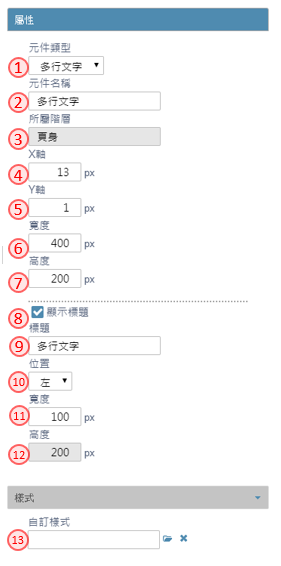 屬性
元件類型
1 多行文字
元件名稱
2 多行文字
所屬階層
3 頁身
X軸
4 13 px
Y軸
5 1 px
寬度
6 400 px
高度
7 200 px
8 顯示標題
標題
9 多行文字
位置
10 左
寬度
11 100 px
高度
12 200 px
樣式
自訂樣式
13